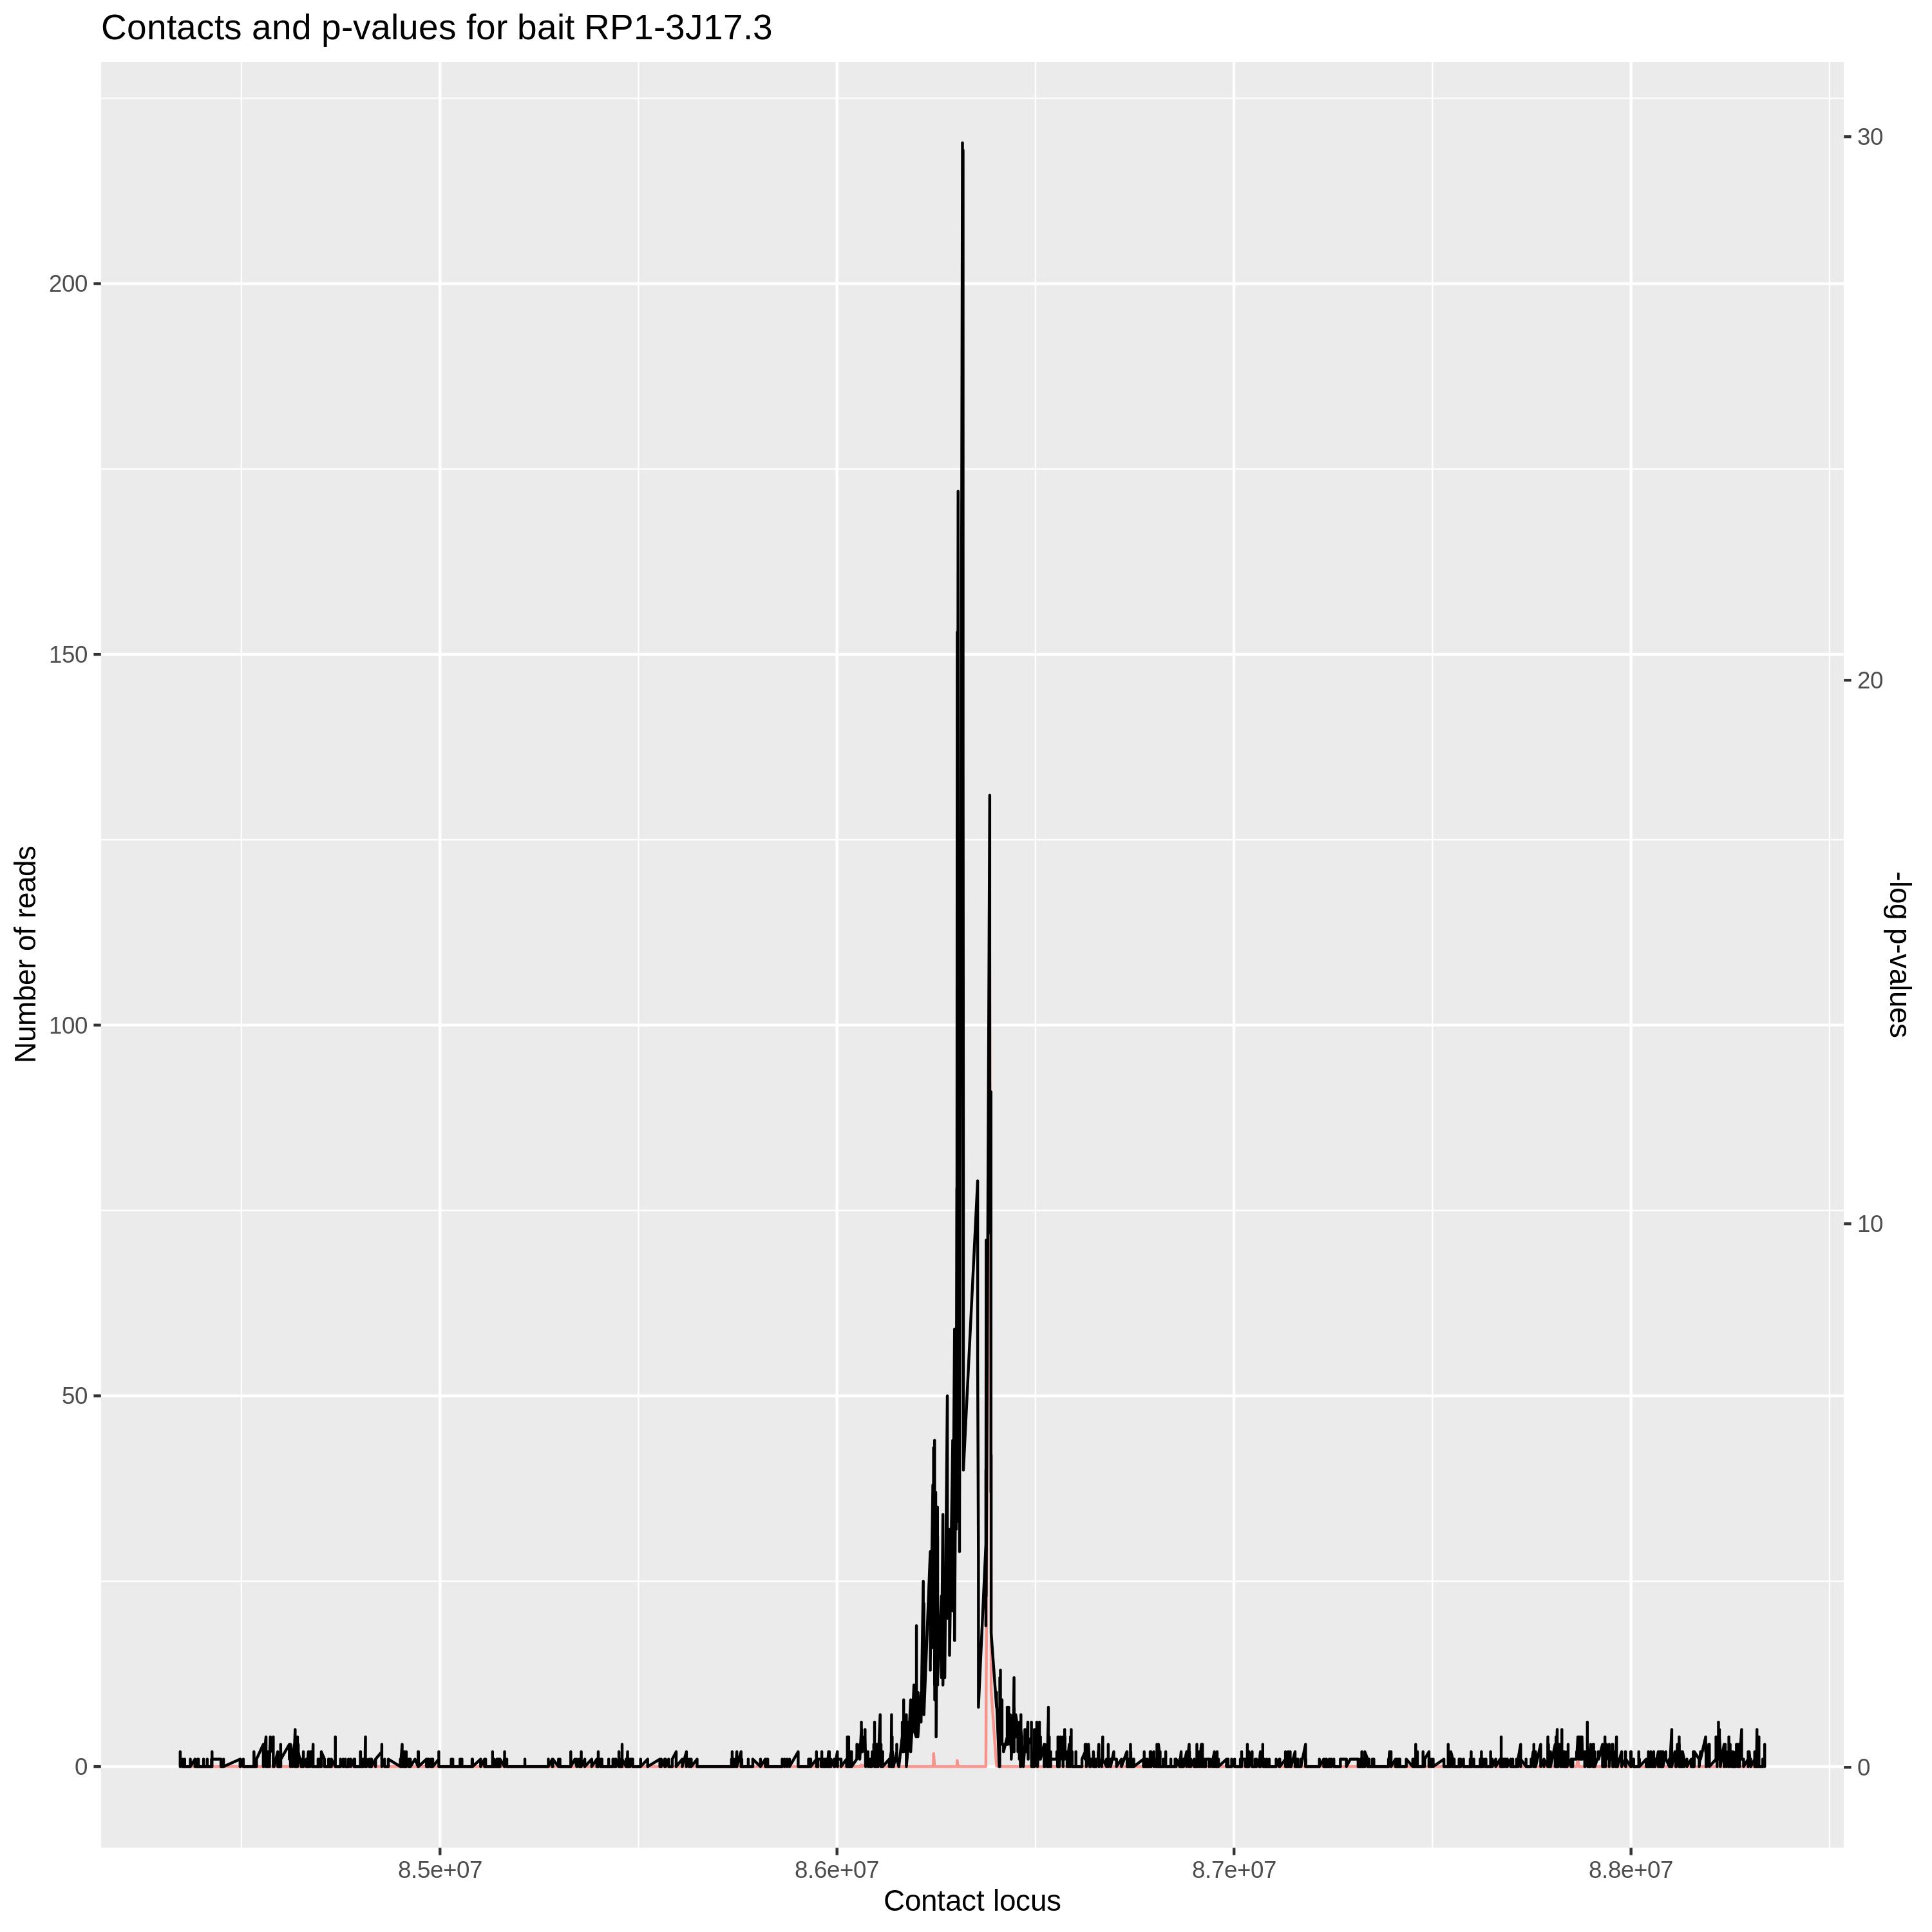 Contacts and p-values for bait RP1-3J17.3
Number of reads
200
150
100
50
0
30
20
10
0
-log p-values
8.5e+07
8.6e+07
8.7e+07
8.8e+07
Contact locus